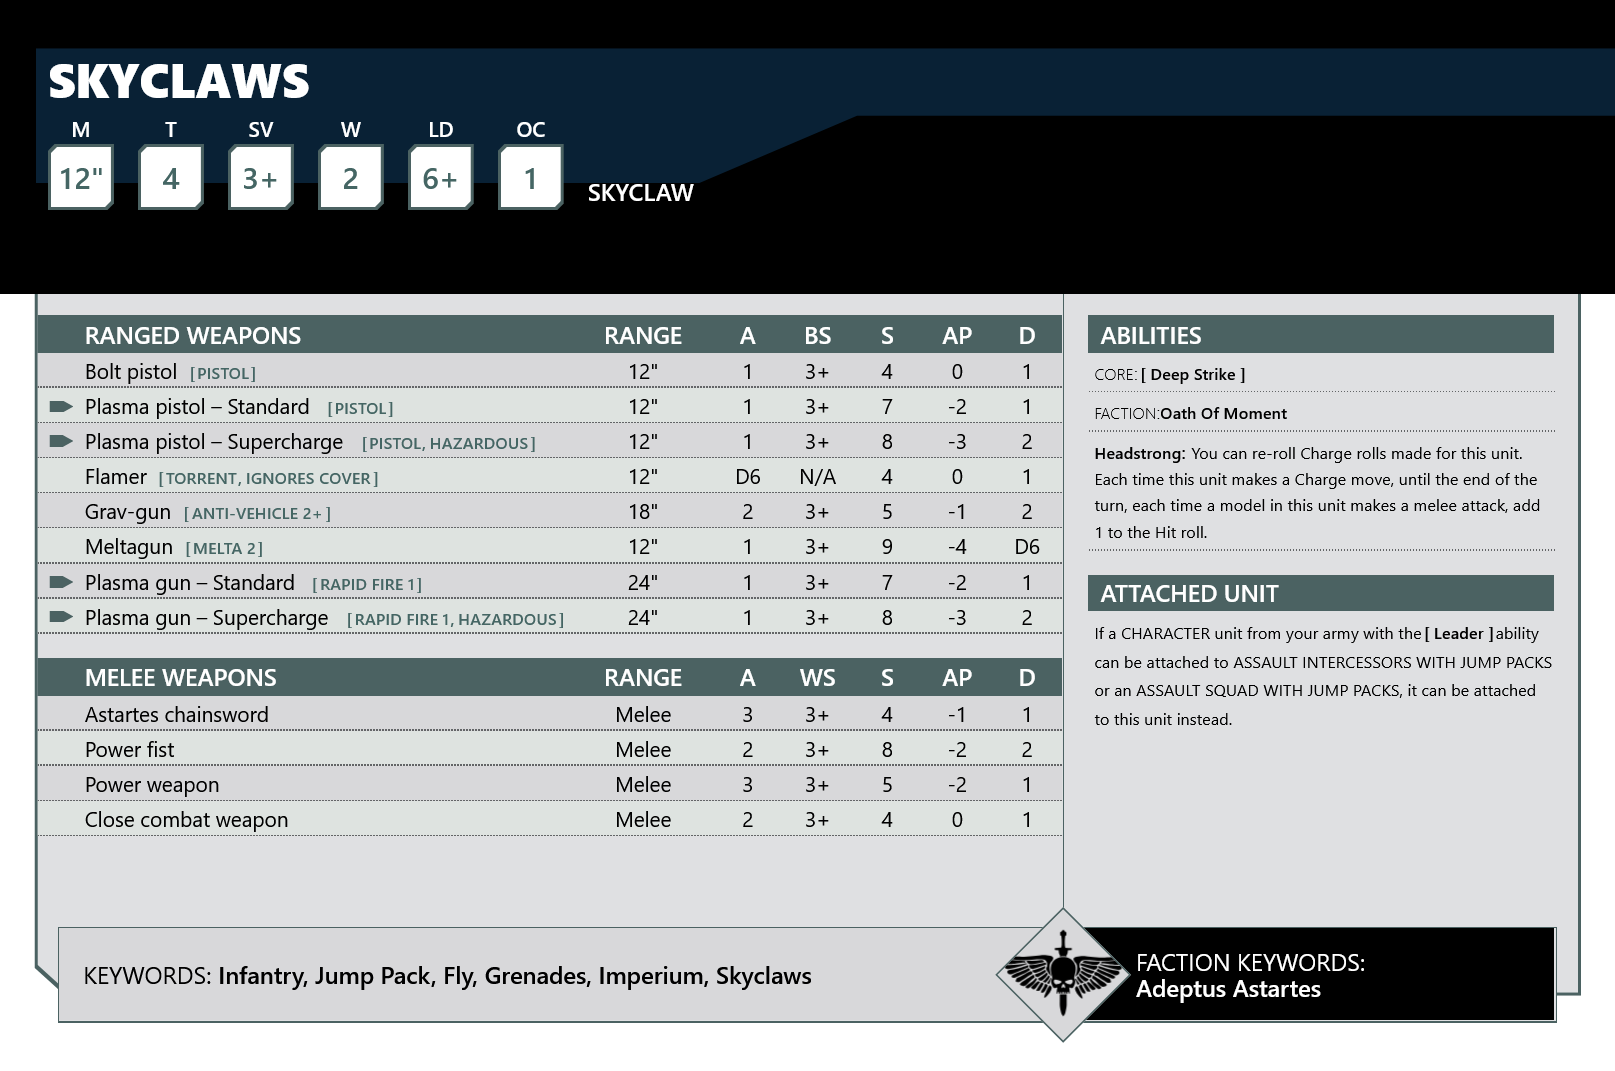 SKYCLAWS
M T SV W LD OC
12" 4 3+ 2 6+ 1 SKYCLAW
RANGED WEAPONS RANGE A BS S AP D
Bolt pistol [PISTOL] 12" 1 3+ 4 0 1
Plasma pistol – Standard [PISTOL] 12" 1 3+ 7 -2 1
Plasma pistol – Supercharge [PISTOL, HAZARDOUS] 12" 1 3+ 8 -3 2
Flamer [TORRENT, IGNORES COVER] 12" D6 N/A 4 0 1
Grav-gun [ANTI-VEHICLE 2+] 18" 2 3+ 5 -1 2
Meltagun [MELTA 2] 12" 1 3+ 9 -4 D6
Plasma gun – Standard [RAPID FIRE 1] 24" 1 3+ 7 -2 1
Plasma gun – Supercharge [RAPID FIRE 1, HAZARDOUS] 24" 1 3+ 8 -3 2
MELEE WEAPONS RANGE A WS S AP D
Astartes chainsword Melee 3 3+ 4 -1 1
Power fist Melee 2 3+ 8 -2 2
Power weapon Melee 3 3+ 5 -2 1
Close combat weapon Melee 2 3+ 4 0 1
ABILITIES
CORE: [ Deep Strike ]
FACTION:Oath Of Moment
Headstrong: You can re-roll Charge rolls made for this unit.
Each time this unit makes a Charge move, until the end of the
turn, each time a model in this unit makes a melee attack, add
1 to the Hit roll.
ATTACHED UNIT
If a CHARACTER unit from your army with the [ Leader ] ability
can be attached to ASSAULT INTERCESSORS WITH JUMP PACKS
or an ASSAULT SQUAD WITH JUMP PACKS, it can be attached
to this unit instead.
KEYWORDS: Infantry, Jump Pack, Fly, Grenades, Imperium, Skyclaws
FACTION KEYWORDS:
Adeptus Astartes